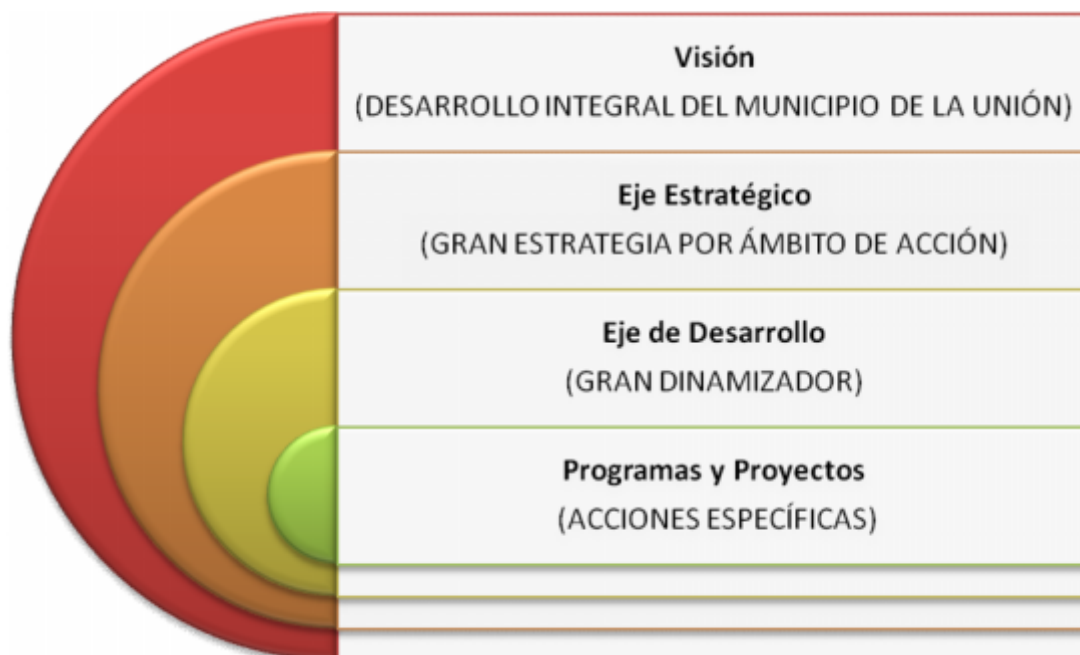 Visión
(DESARROLLO INTEGRAL DEL MUNICIPIO DE LA UNIÓN)
Eje Estratégico
(GRAN ESTRATEGIA POR ÁMBITO DE ACCIÓN)
Eje de Desarrollo
(GRAN DINAMIZADOR)
Programas y Proyectos
(ACCIONES ESPECÍFICAS)